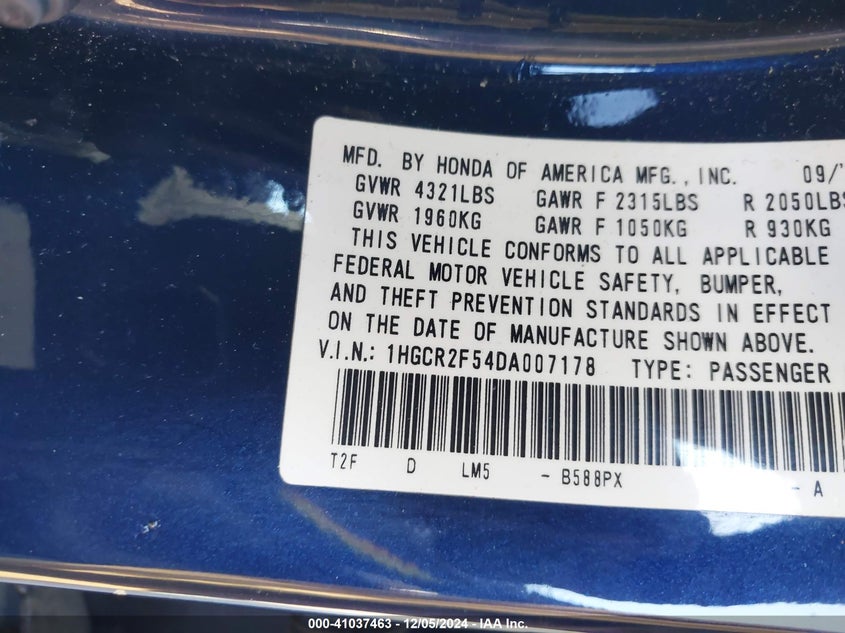 MFD. BY HONDA OF AMERICA MFG., INC. 09/
GVWR 4321LBS GAWR F 2315LBS R 2050LBS
GVWR 1960KG GAWR F 1050KG R 930KG
THIS VEHICLE CONFORMS TO ALL APPLICABLE
FEDERAL MOTOR VEHICLE SAFETY, BUMPER,
AND THEFT PREVENTION STANDARDS IN EFFECT
ON THE DATE OF MANUFACTURE SHOWN ABOVE.
V.I.N.: 1HGCR2F54DA007178 TYPE: PASSENGER
T2F D LM5 - B588PX - A
000-41037463 - 12/05/2024 - IAA Inc.